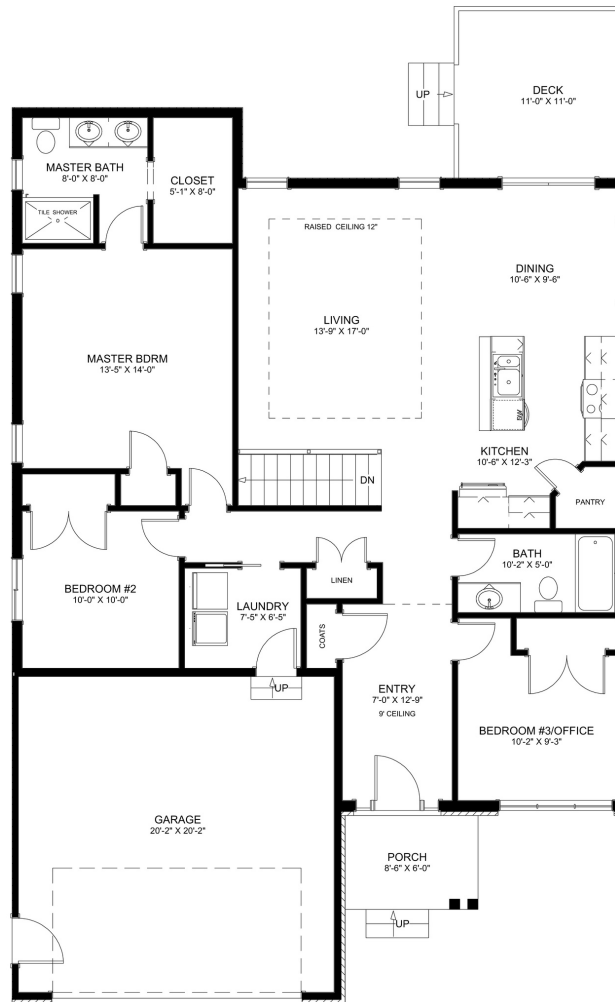 DECK
11'-0" X 11'-0"
UP
MASTER BATH
8'-0" X 8'-0"
CLOSET
5'-1" X 8'-0"
TILE SHOWER
RAISED CEILING 12"
DINING
10'-6" X 9'-6"
LIVING
13'-9" X 17'-0"
MASTER BDRM
13'-5" X 14'-0"
DW
KITCHEN
10'-6" X 12'-3"
DN
PANTRY
BATH
10'-2" X 5'-0"
LINEN
BEDROOM #2
10'-0" X 10'-0"
LAUNDRY
7'-5" X 6'-5"
COATS
UP
ENTRY
7'-0" X 12'-9"
9' CEILING
BEDROOM #3/OFFICE
10'-2" X 9'-3"
GARAGE
20'-2" X 20'-2"
PORCH
8'-6" X 6'-0"
UP